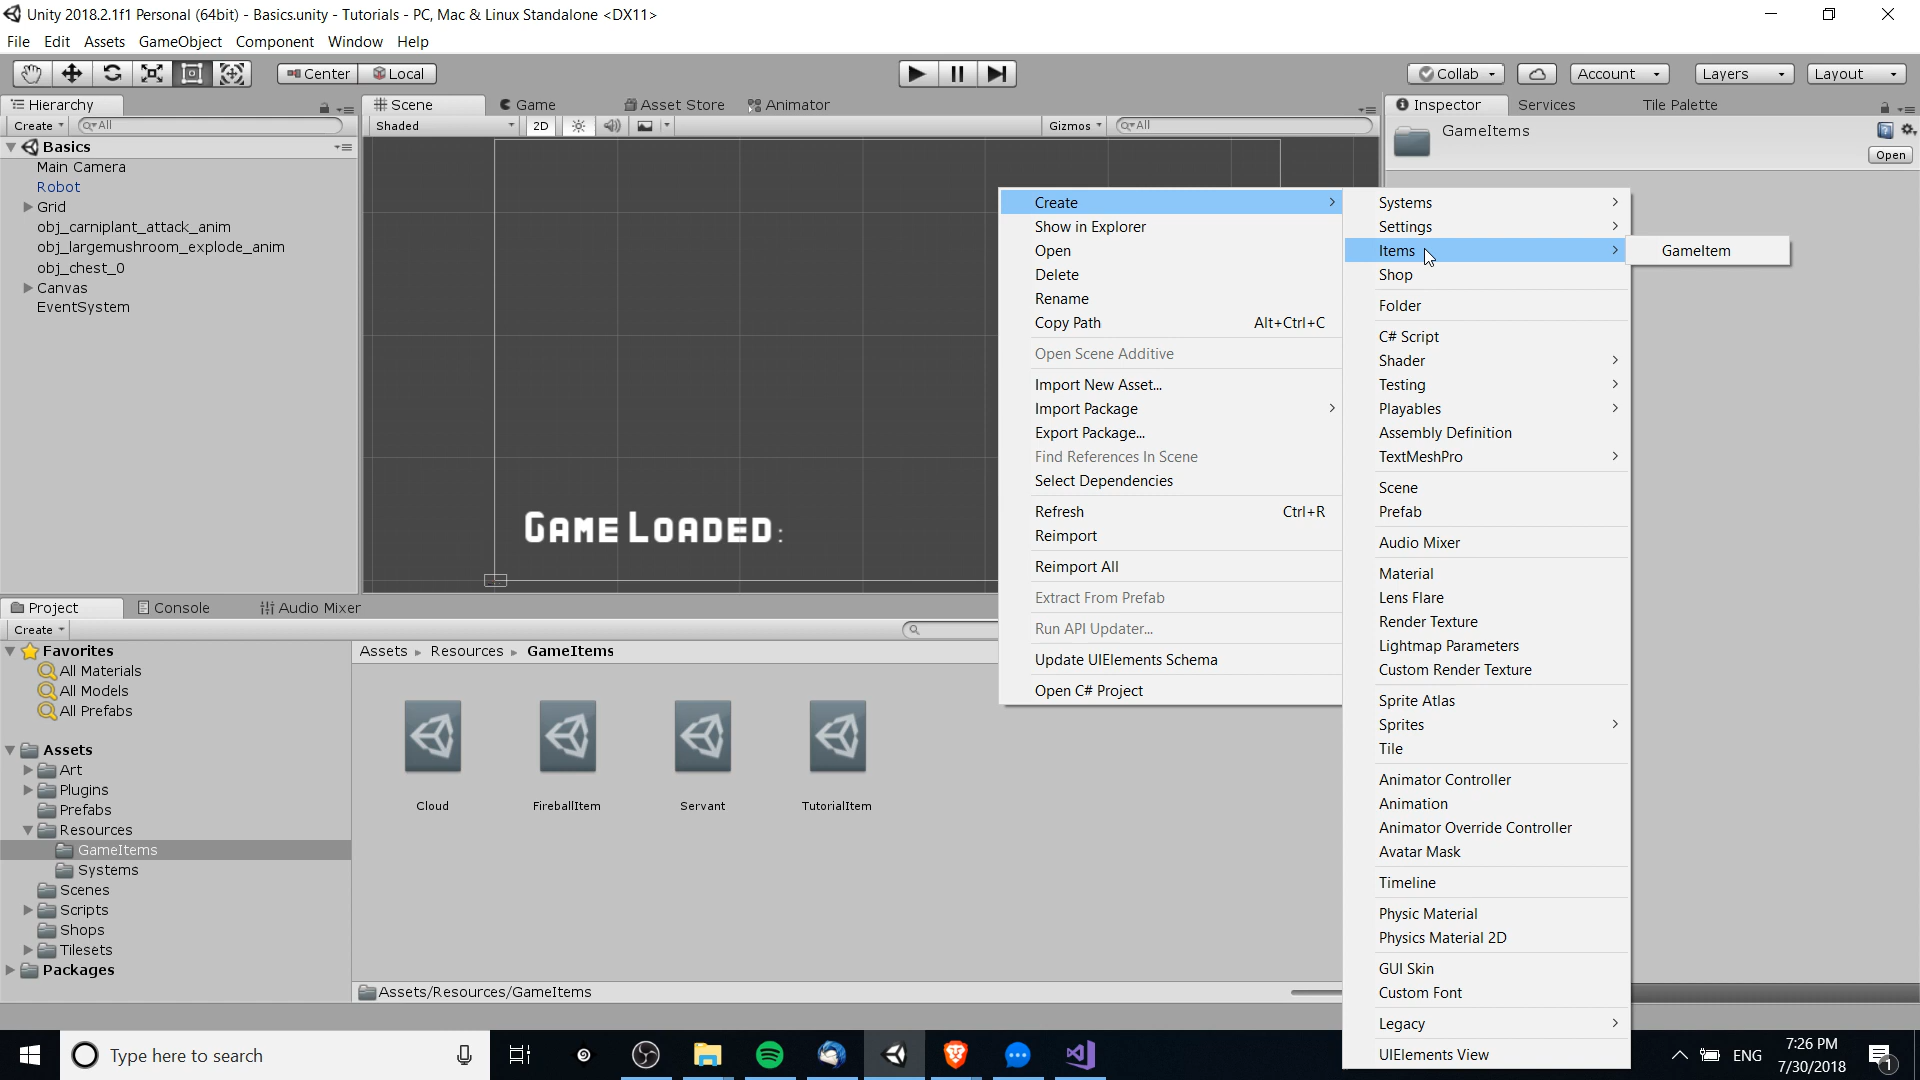 Unity 2018.2.1f1 Personal (64bit) - Basics.unity - Tutorials - PC, Mac & Linux Standalone <DX11>
File Edit Assets GameObject Component Window Help
Center Local Collab Account Layers Layout
Hierarchy
Create All
Basics
Main Camera
Robot
Grid
obj_carniplant_attack_anim
obj_largemushroom_explode_anim
obj_chest_0
Canvas
EventSystem
Scene Game Asset Store Animator
Shaded 2D Gizmos All
GAME LOADED:
Inspector Services Tile Palette
GameItems
Open
Create
Show in Explorer
Open
Delete
Rename
Copy Path Alt+Ctrl+C
Open Scene Additive
Import New Asset...
Import Package
Export Package...
Find References In Scene
Select Dependencies
Refresh Ctrl+R
Reimport
Reimport All
Extract From Prefab
Run API Updater...
Update UIElements Schema
Open C# Project
Systems
Settings
Items
Shop
Folder
C# Script
Shader
Testing
Playables
Assembly Definition
TextMeshPro
Scene
Prefab
Audio Mixer
Material
Lens Flare
Render Texture
Lightmap Parameters
Custom Render Texture
Sprite Atlas
Sprites
Tile
Animator Controller
Animation
Animator Override Controller
Avatar Mask
Timeline
Physic Material
Physics Material 2D
GUI Skin
Custom Font
Legacy
UIElements View
GameItem
Project Console Audio Mixer
Create
Favorites
All Materials
All Models
All Prefabs
Assets
Art
Plugins
Prefabs
Resources
GameItems
Systems
Scenes
Scripts
Shops
Tilesets
Packages
Assets Resources GameItems
Cloud FireballItem Servant TutorialItem
Assets/Resources/GameItems
Type here to search
ENG
7:26 PM
7/30/2018
1